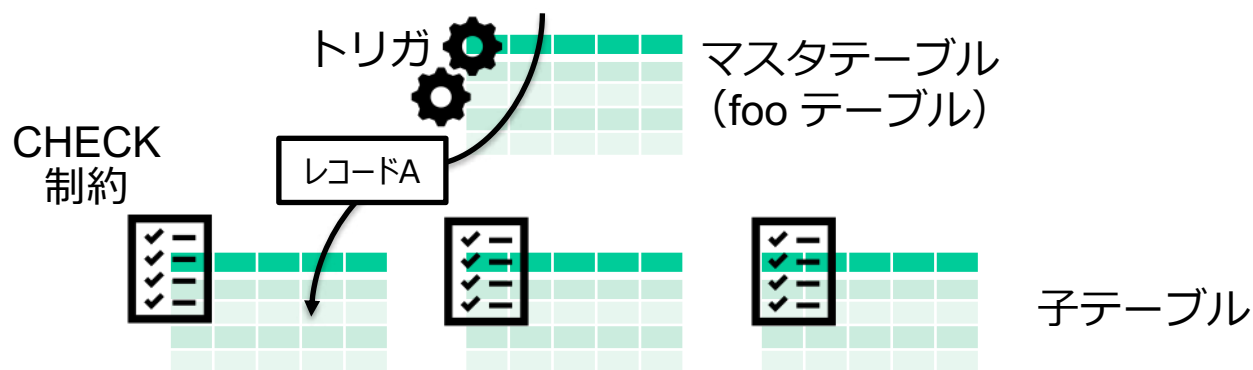 トリガ
マスタテーブル
（foo テーブル）
CHECK
制約
レコードA
子テーブル